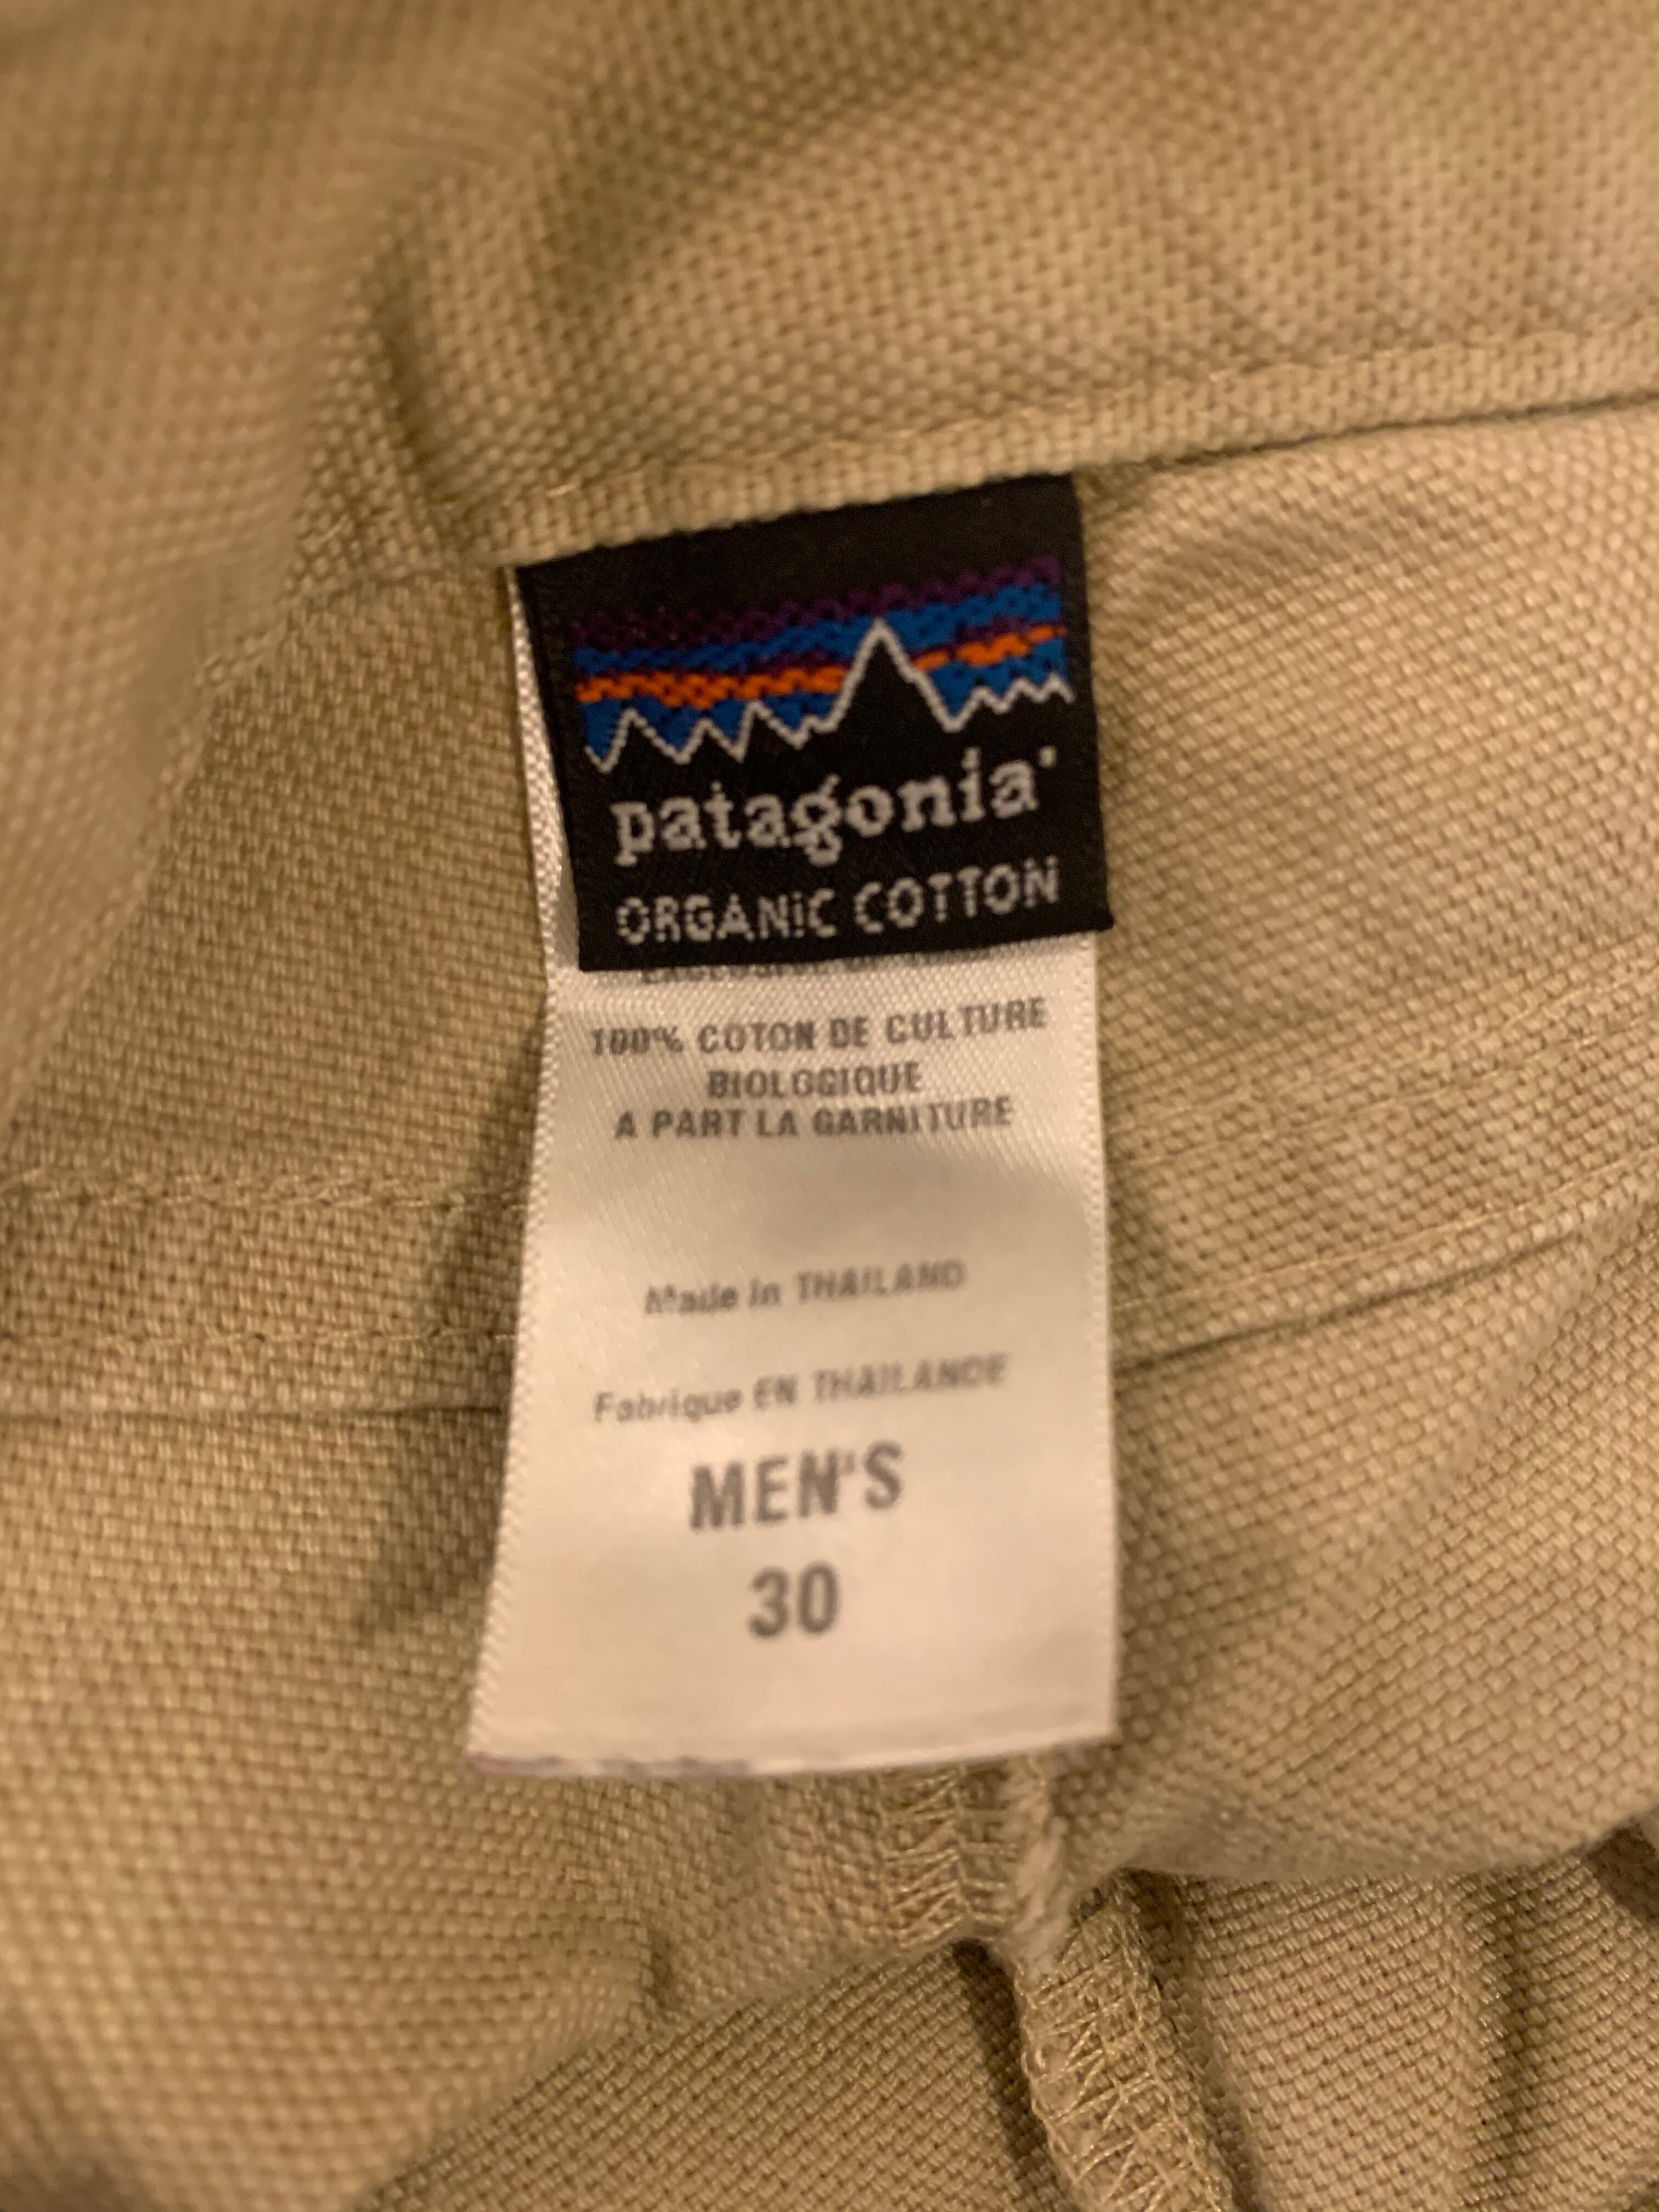 patagonia
ORGANIC COTTON
100% COTON DE CULTURE
BIOLOGIQUE
A PART LA GARNITURE
Made in THAILAND
Fabrique EN THAILANDE
MEN'S
30